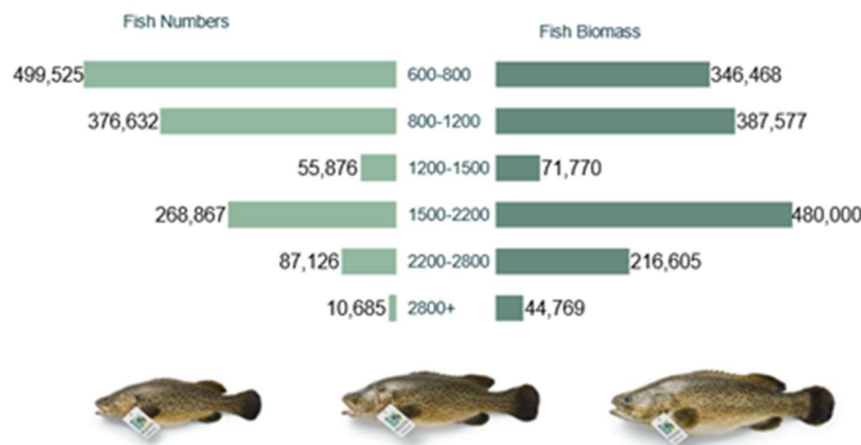 Fish Numbers
Fish Biomass
499,525 600-800 346,468
376,632 800-1200 387,577
55,876 1200-1500 71,770
268,867 1500-2200 480,000
87,126 2200-2800 216,605
10,685 2800+ 44,769